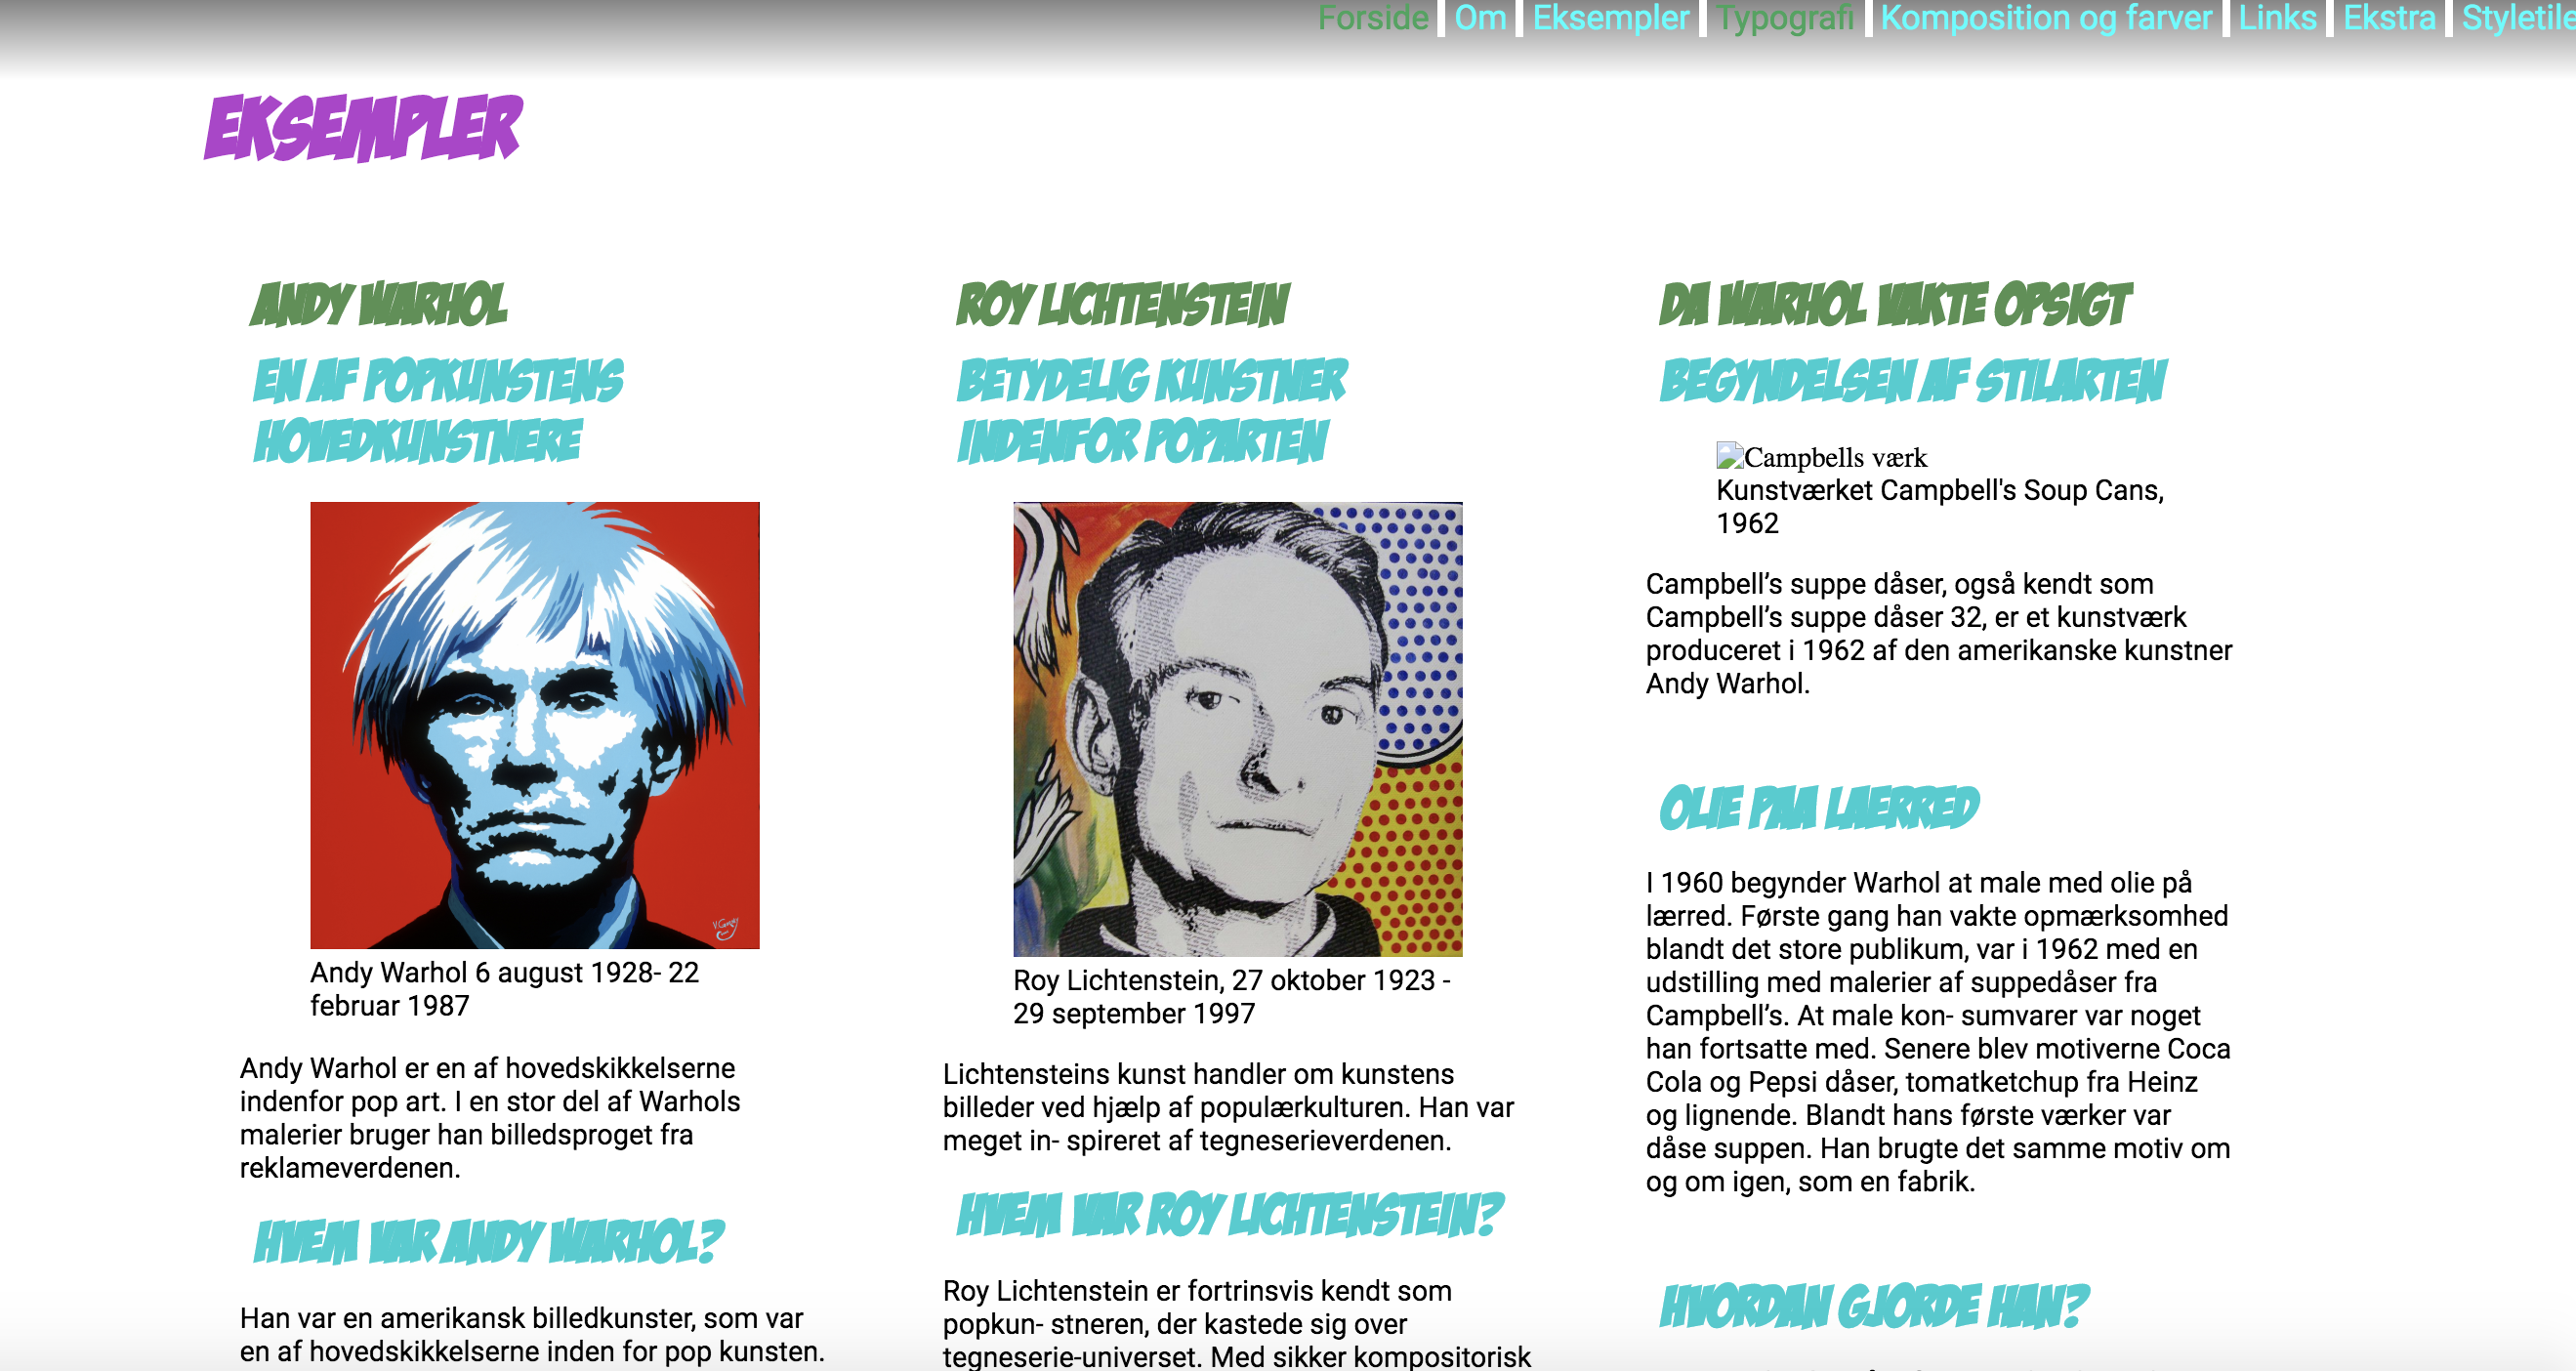 Forside Om Eksempler Typografi Komposition og farver Links Ekstra Styletile
EKSEMPLER
ANDY WARHOL
EN AF POPKUNSTENS
HOVEDKUNSTNERE
Andy Warhol 6 august 1928- 22
februar 1987
Andy Warhol er en af hovedskikkelserne
indenfor pop art. I en stor del af Warhols
malerier bruger han billedsproget fra
reklameverdenen.
HVEM VAR ANDY WARHOL?
Han var en amerikansk billedkunster, som var
en af hovedskikkelserne inden for pop kunsten.
ROY LICHTENSTEIN
BETYDELIG KUNSTNER
INDENFOR POPARTEN
Roy Lichtenstein, 27 oktober 1923 -
29 september 1997
Lichtensteins kunst handler om kunstens
billeder ved hjælp af populærkulturen. Han var
meget in- spireret af tegneserieverdenen.
HVEM VAR ROY LICHTENSTEIN?
Roy Lichtenstein er fortrinsvis kendt som
popkun- stneren, der kastede sig over
tegneserie-universet. Med sikker kompositorisk
DA WARHOL VAKTE OPSIGT
BEGYNDELSEN AF STILARTEN
Campbells værk
Kunstværket Campbell's Soup Cans,
1962
Campbell’s suppe dåser, også kendt som
Campbell’s suppe dåser 32, er et kunstværk
produceret i 1962 af den amerikanske kunstner
Andy Warhol.
OLIE PAA LAERRED
I 1960 begynder Warhol at male med olie på
lærred. Første gang han vakte opmærksomhed
blandt det store publikum, var i 1962 med en
udstilling med malerier af suppedåser fra
Campbell’s. At male kon- sumvarer var noget
han fortsatte med. Senere blev motiverne Coca
Cola og Pepsi dåser, tomatketchup fra Heinz
og lignende. Blandt hans første værker var
dåse suppen. Han brugte det samme motiv om
og om igen, som en fabrik.
HVORDAN GJORDE HAN?